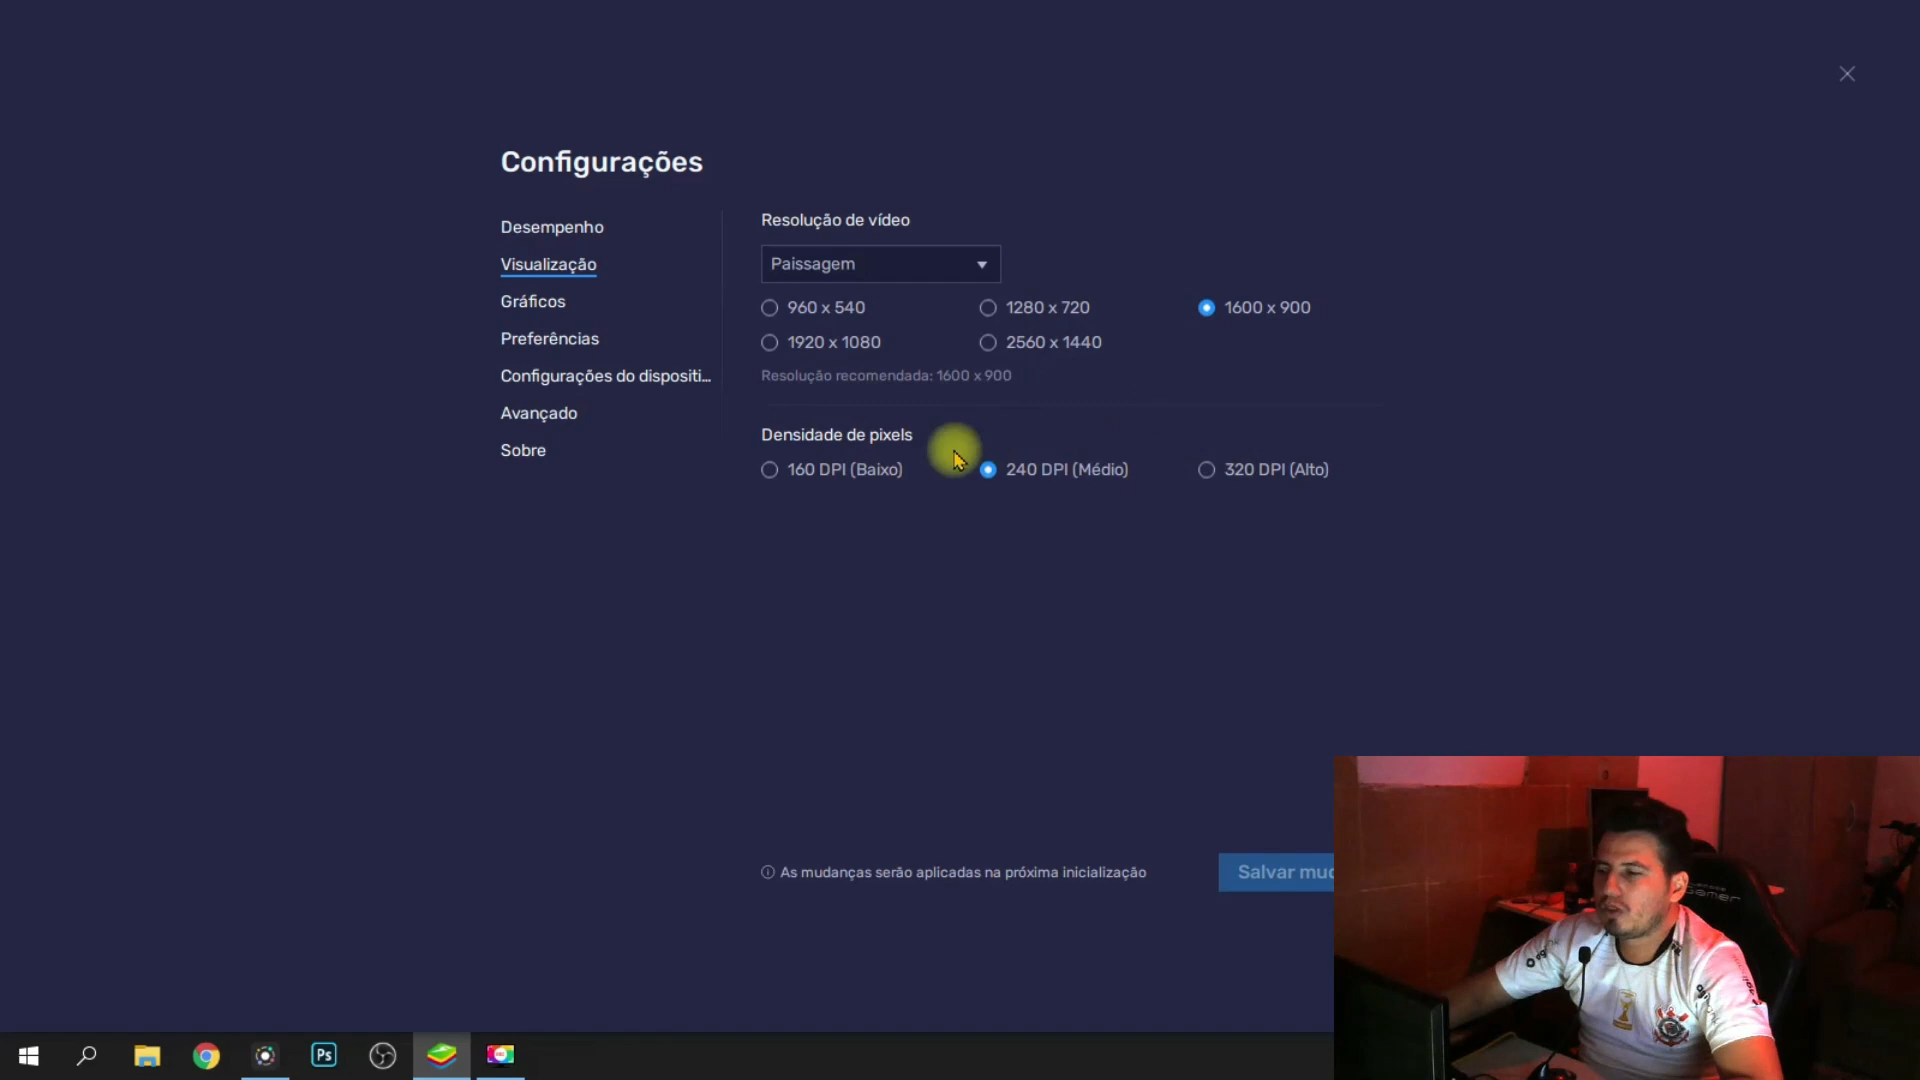 Configurações
Desempenho
Visualização
Gráficos
Preferências
Configurações do dispositi...
Avançado
Sobre
Resolução de vídeo
Paissagem
960 x 540
1280 x 720
1600 x 900
1920 x 1080
2560 x 1440
Resolução recomendada: 1600 x 900
Densidade de pixels
160 DPI (Baixo)
240 DPI (Médio)
320 DPI (Alto)
As mudanças serão aplicadas na próxima inicialização
Salvar mud
Ps